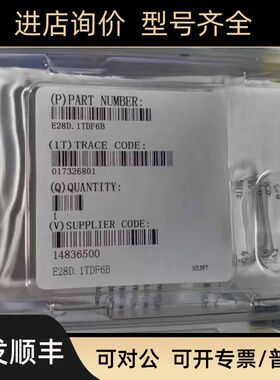 进店询价 型号齐全
(P)PART NUMBER:
E28D.1TDF6B
(1T)TRACE CODE:
017326801
(Q)QUANTITY:
1
(V)SUPPLIER CODE:
14836500
E28D.1TDF6B
1CLDFT
发顺丰
可对公 可开专票/普